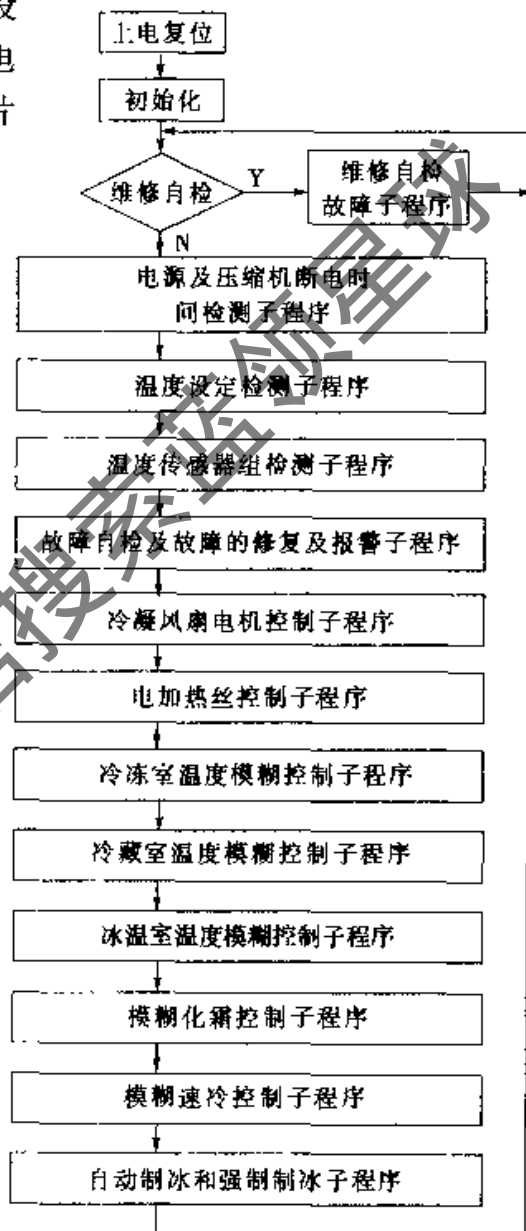 上电复位
初始化
维修自检
Y
维修自检
故障子程序
N
电源及压缩机断电时
间检测子程序
温度设定检测子程序
温度传感器组检测子程序
故障自检及故障的修复及报警子程序
冷凝风扇电机控制子程序
电加热丝控制子程序
冷冻室温度模糊控制子程序
冷藏室温度模糊控制子程序
冰温室温度模糊控制子程序
模糊化霜控制子程序
模糊速冷控制子程序
自动制冰和强制制冰子程序
电
搜索蓝领星球